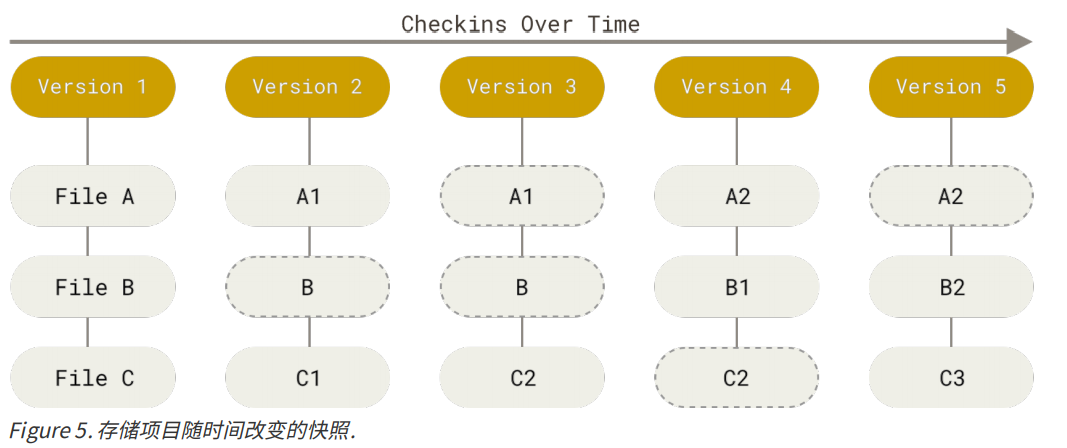 Checkins Over Time
Version 1 Version 2 Version 3 Version 4 Version 5
File A A1 A1 A2 A2
File B B B B1 B2
File C C1 C2 C2 C3
Figure 5. 存储项目随时间改变的快照.